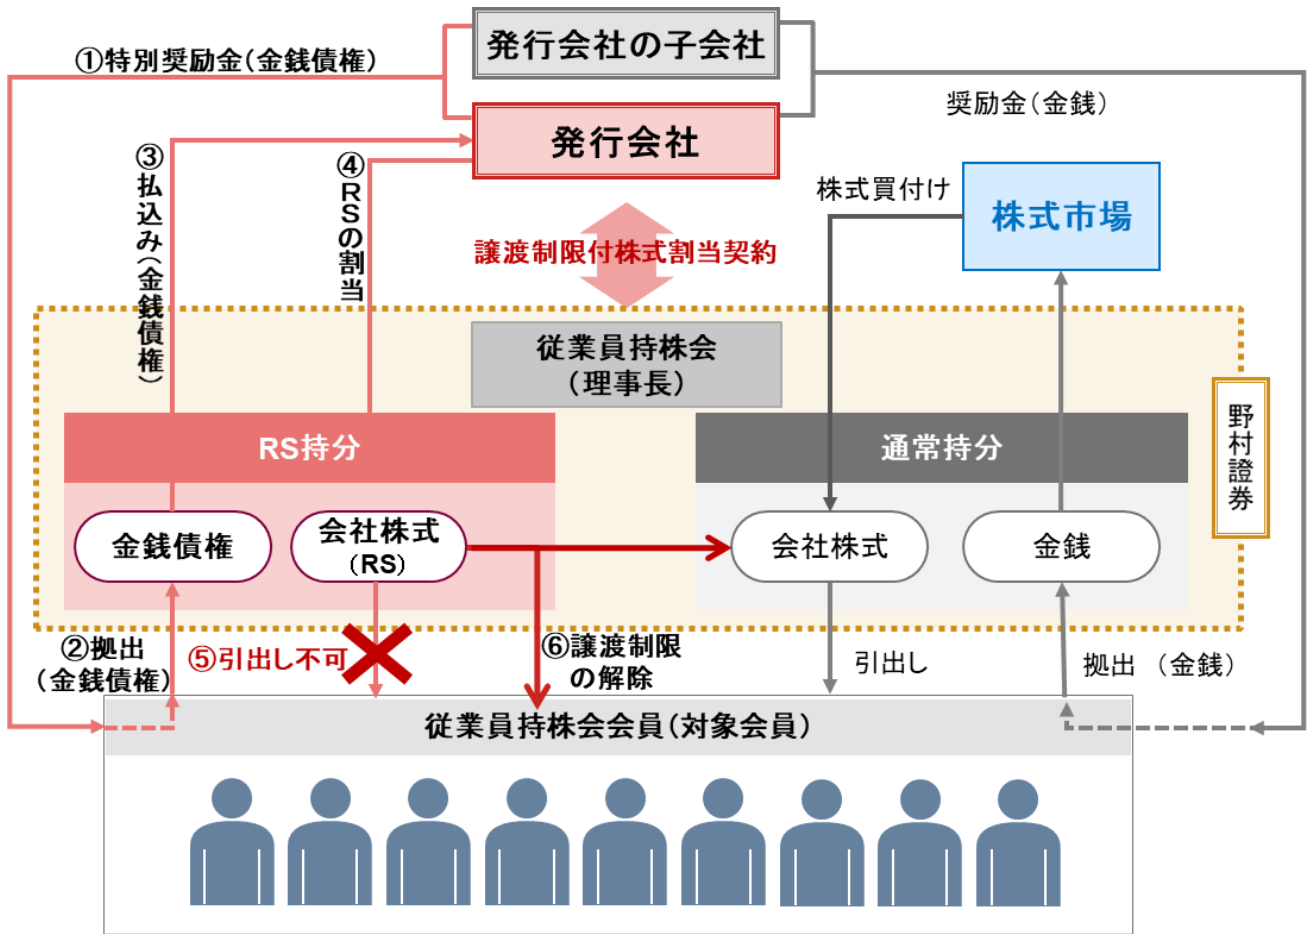 発行会社の子会社
①特別奨励金(金銭債権)
奨励金(金銭)
発行会社
③払込み(金銭債権)
④RSの割当
株式買付け
株式市場
譲渡制限付株式割当契約
従業員持株会
(理事長)
野村證券
RS持分
通常持分
金銭債権
会社株式
(RS)
会社株式
金銭
②拠出
(金銭債権)
⑤引出し不可
⑥譲渡制限
の解除
引出し
拠出 (金銭)
従業員持株会会員(対象会員)